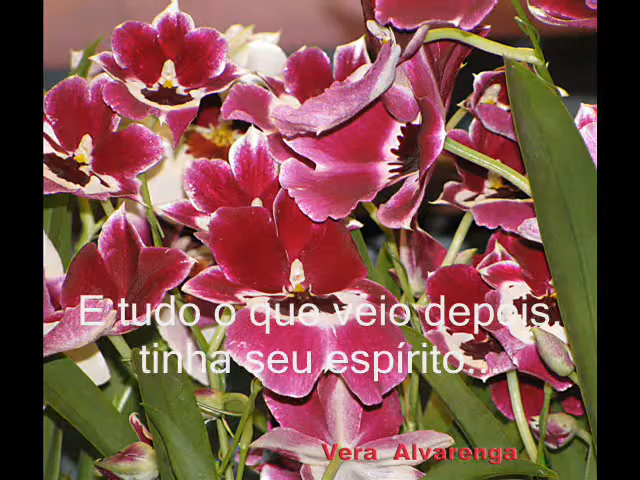 E tudo o que veio depois,
tinha seu espírito...
Vera Alvarenga